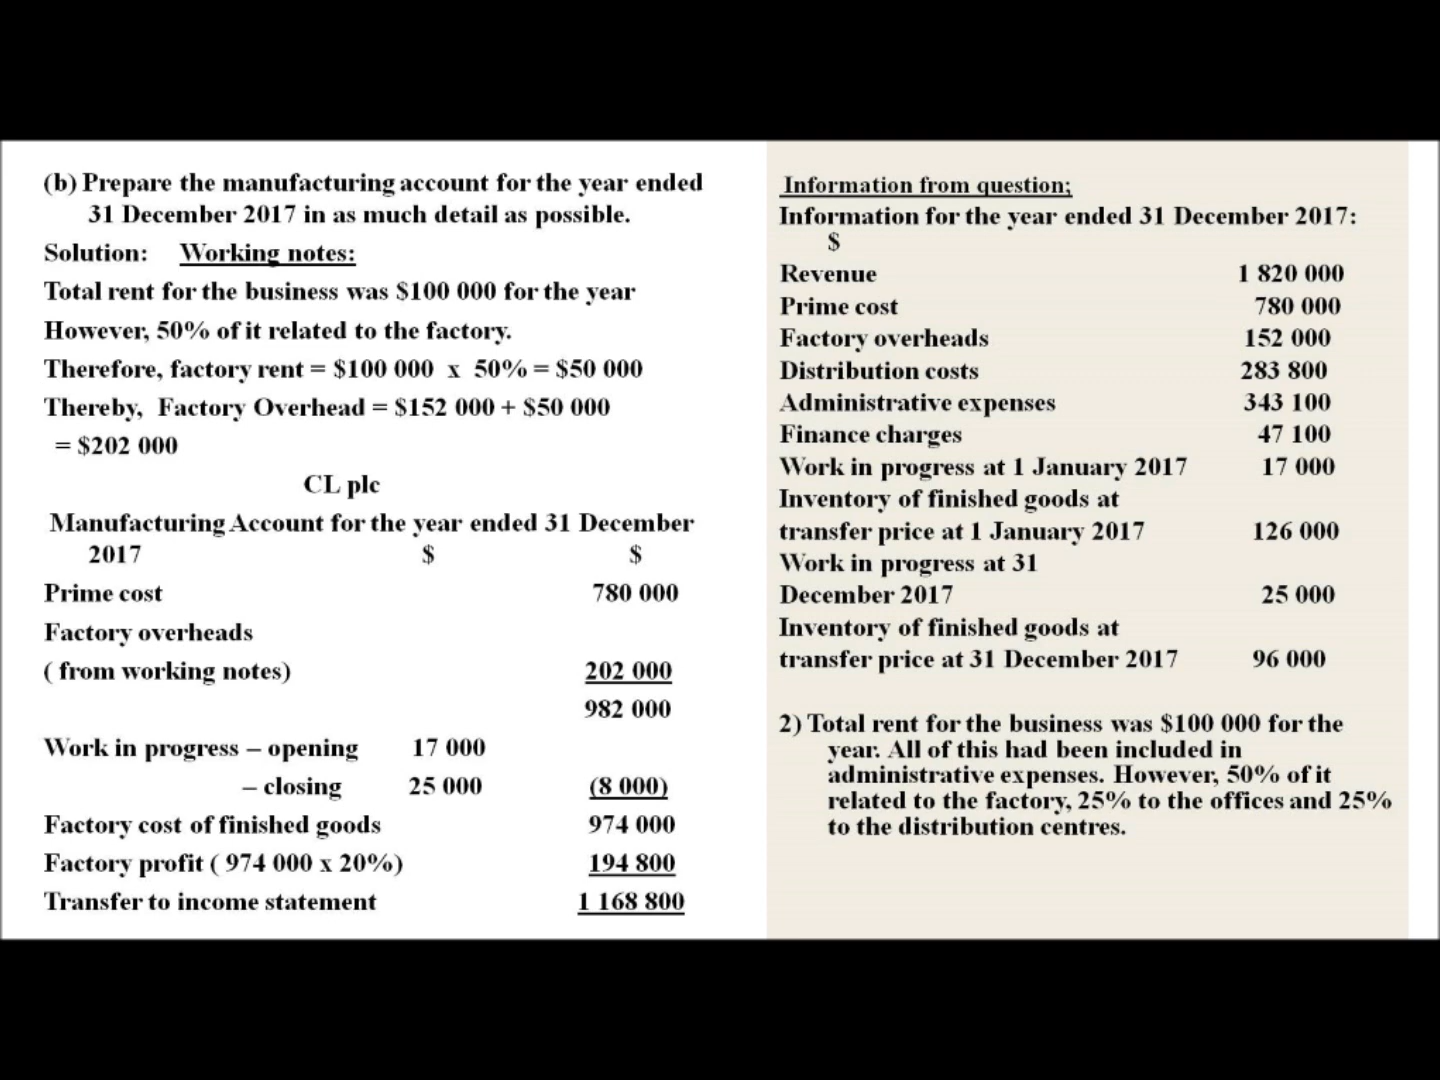 (b) Prepare the manufacturing account for the year ended
31 December 2017 in as much detail as possible.
Solution: Working notes:
Total rent for the business was $100 000 for the year
However, 50% of it related to the factory.
Therefore, factory rent = $100 000 x 50% = $50 000
Thereby, Factory Overhead = $152 000 + $50 000
= $202 000
CL plc
Manufacturing Account for the year ended 31 December
2017 $ $
Prime cost 780 000
Factory overheads
( from working notes) 202 000
982 000
Work in progress – opening 17 000
– closing 25 000 (8 000)
Factory cost of finished goods 974 000
Factory profit ( 974 000 x 20%) 194 800
Transfer to income statement 1 168 800
Information from question;
Information for the year ended 31 December 2017:
$
Revenue 1 820 000
Prime cost 780 000
Factory overheads 152 000
Distribution costs 283 800
Administrative expenses 343 100
Finance charges 47 100
Work in progress at 1 January 2017 17 000
Inventory of finished goods at
transfer price at 1 January 2017 126 000
Work in progress at 31
December 2017 25 000
Inventory of finished goods at
transfer price at 31 December 2017 96 000
2) Total rent for the business was $100 000 for the
year. All of this had been included in
administrative expenses. However, 50% of it
related to the factory, 25% to the offices and 25%
to the distribution centres.